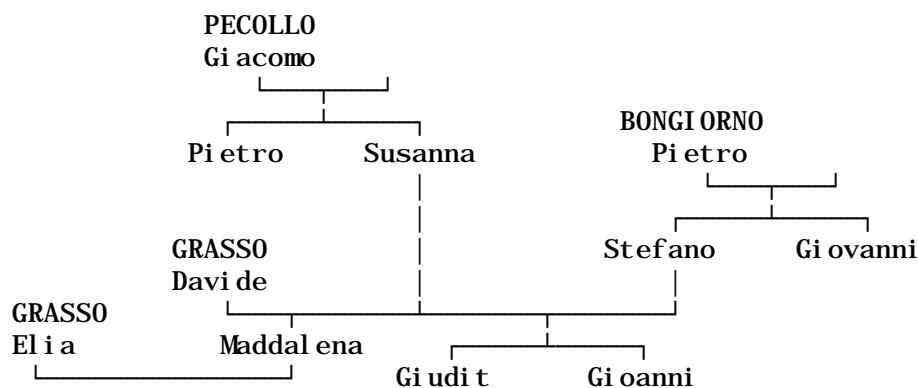 PECOLLO
Giacomo
BONGIORNO
Pietro Susanna Pietro
GRASSO Stefano Giovanni
Davide
GRASSO
Elia Maddalena
Giudit Gioanni